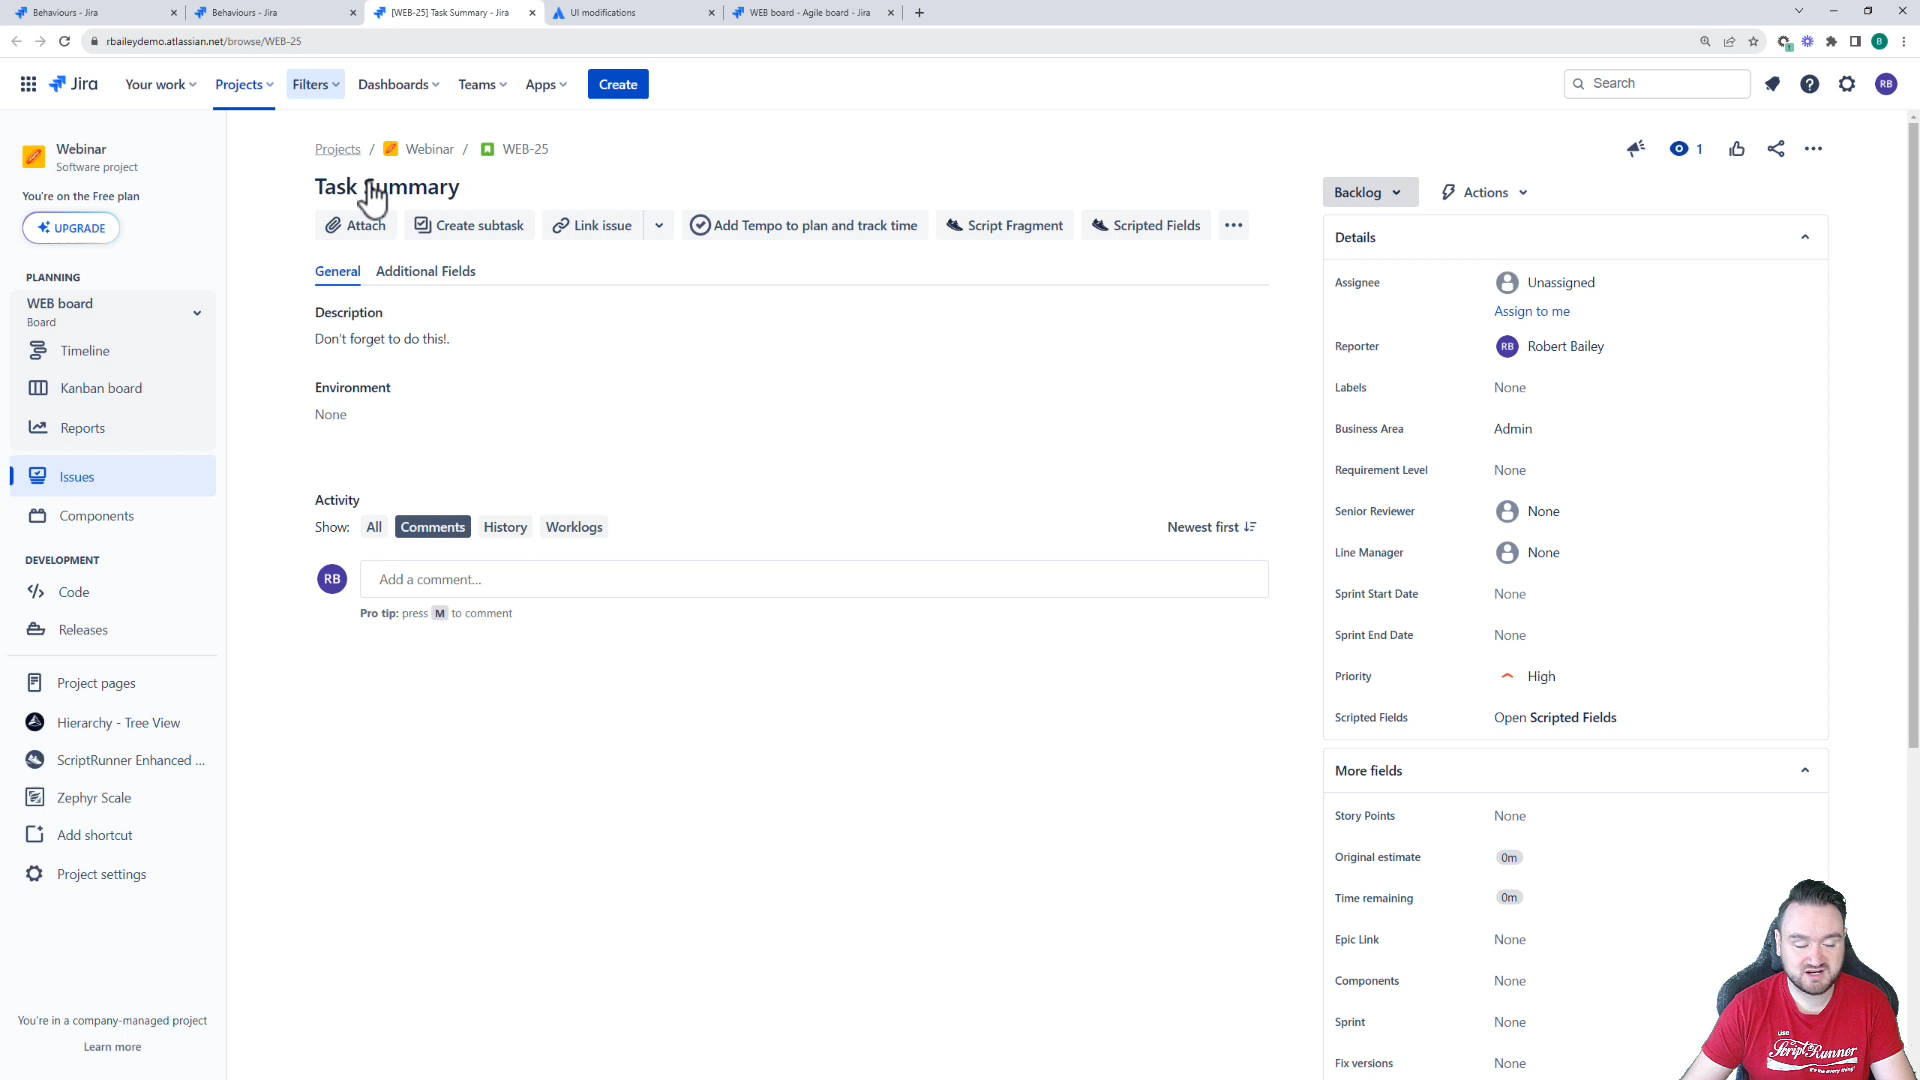 Behaviours - Jira
Behaviours - Jira
[WEB-25] Task Summary - Jira
UI modifications
WEB board - Agile board - Jira
rbaileydemo.atlassian.net/browse/WEB-25
B
Jira
Your work
Projects
Filters
Dashboards
Teams
Apps
Create
Search
RB
Webinar
Software project
You're on the Free plan
UPGRADE
PLANNING
WEB board
Board
Timeline
Kanban board
Reports
Issues
Components
DEVELOPMENT
Code
Releases
Project pages
Hierarchy - Tree View
ScriptRunner Enhanced ...
Zephyr Scale
Add shortcut
Project settings
You're in a company-managed project
Learn more
Projects / Webinar / WEB-25
1
Task Summary
Attach
Create subtask
Link issue
Add Tempo to plan and track time
Script Fragment
Scripted Fields
General
Additional Fields
Description
Don't forget to do this!.
Environment
None
Activity
Show: All Comments History Worklogs
Newest first
RB
Add a comment...
Pro tip: press M to comment
Backlog
Actions
Details
Assignee
Unassigned
Assign to me
Reporter
RB Robert Bailey
Labels
None
Business Area
Admin
Requirement Level
None
Senior Reviewer
None
Line Manager
None
Sprint Start Date
None
Sprint End Date
None
Priority
High
Scripted Fields
Open Scripted Fields
More fields
Story Points
None
Original estimate
0m
Time remaining
0m
Epic Link
None
Components
None
Sprint
None
Fix versions
None
use
ScriptRunner